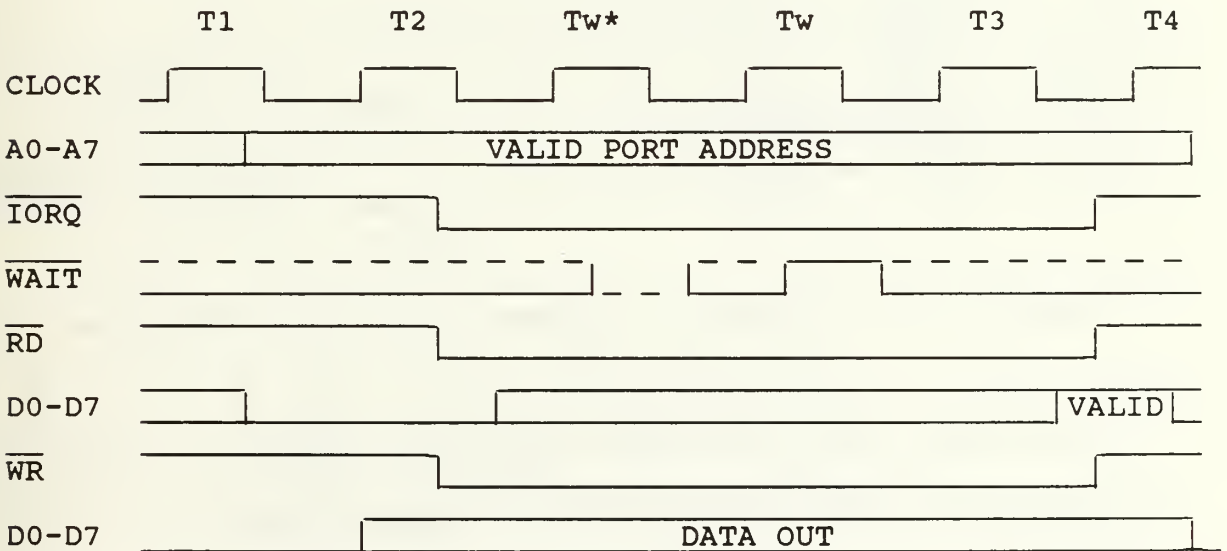 T1 T2 Tw* Tw T3 T4
CLOCK
A0-A7 VALID PORT ADDRESS
IORQ
WAIT
RD
D0-D7 VALID
WR
D0-D7 DATA OUT